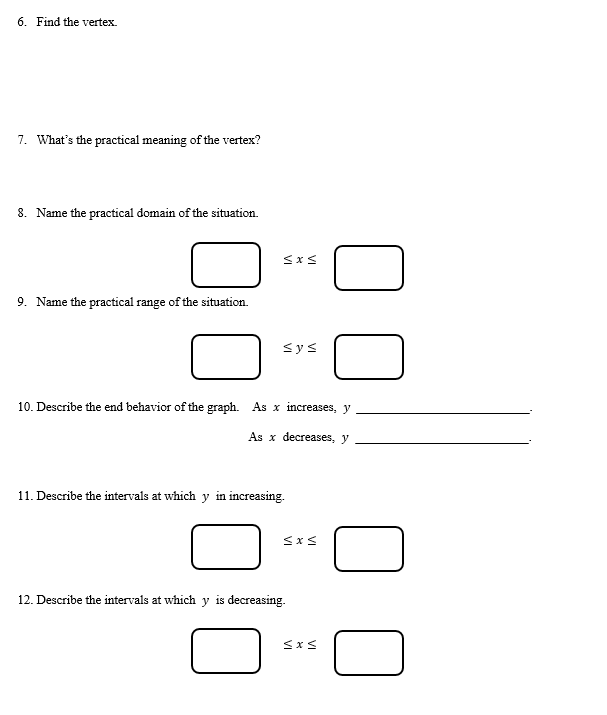 6. Find the vertex.
7. What's the practical meaning of the vertex?
8. Name the practical domain of the situation.
≤ x ≤
9. Name the practical range of the situation.
≤ y ≤
10. Describe the end behavior of the graph. As x increases, y ____________________.
As x decreases, y ____________________.
11. Describe the intervals at which y in increasing.
≤ x ≤
12. Describe the intervals at which y is decreasing.
≤ x ≤